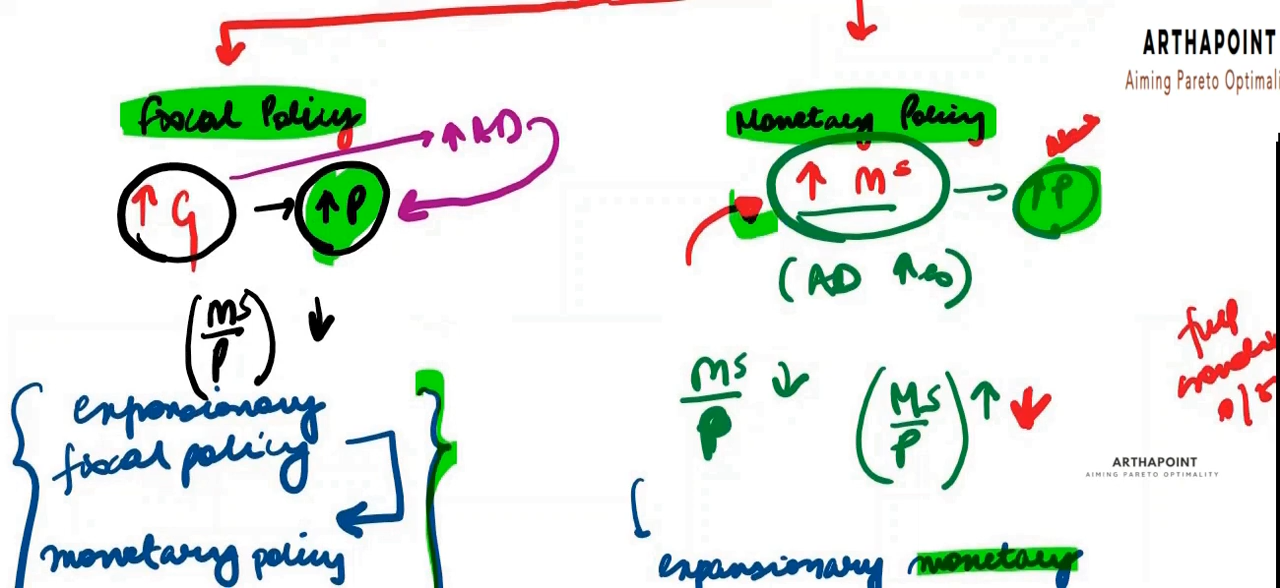 ARTHAPOINT
Aiming Pareto Optimali
Fiscal Policy
↑ AD
↑ G → ↑P
(MS/P) ↓
expansionary
fiscal policy
monetary policy
Monetary Policy
↑ Mˢ → ↑P
(AD ↑es)
MS/P ↓ (MS/P) ↑ ↓
ARTHAPOINT
AIMING PARETO OPTIMALITY
expansionary monetary